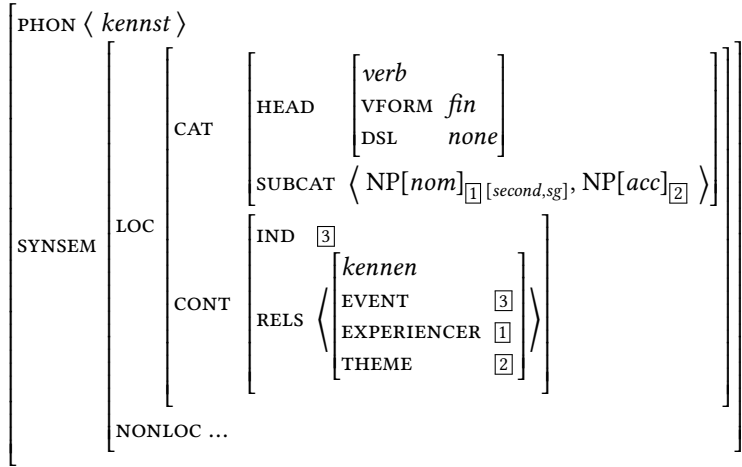 PHON ⟨ kennst ⟩
verb
HEAD VFORM fin
CAT DSL none
SUBCAT ⟨ NP[nom]1 [second,sg], NP[acc]2 ⟩
LOC IND 3
SYNSEM kennen
CONT EVENT 3
RELS ⟨ EXPERIENCER 1 ⟩
THEME 2
NONLOC ...